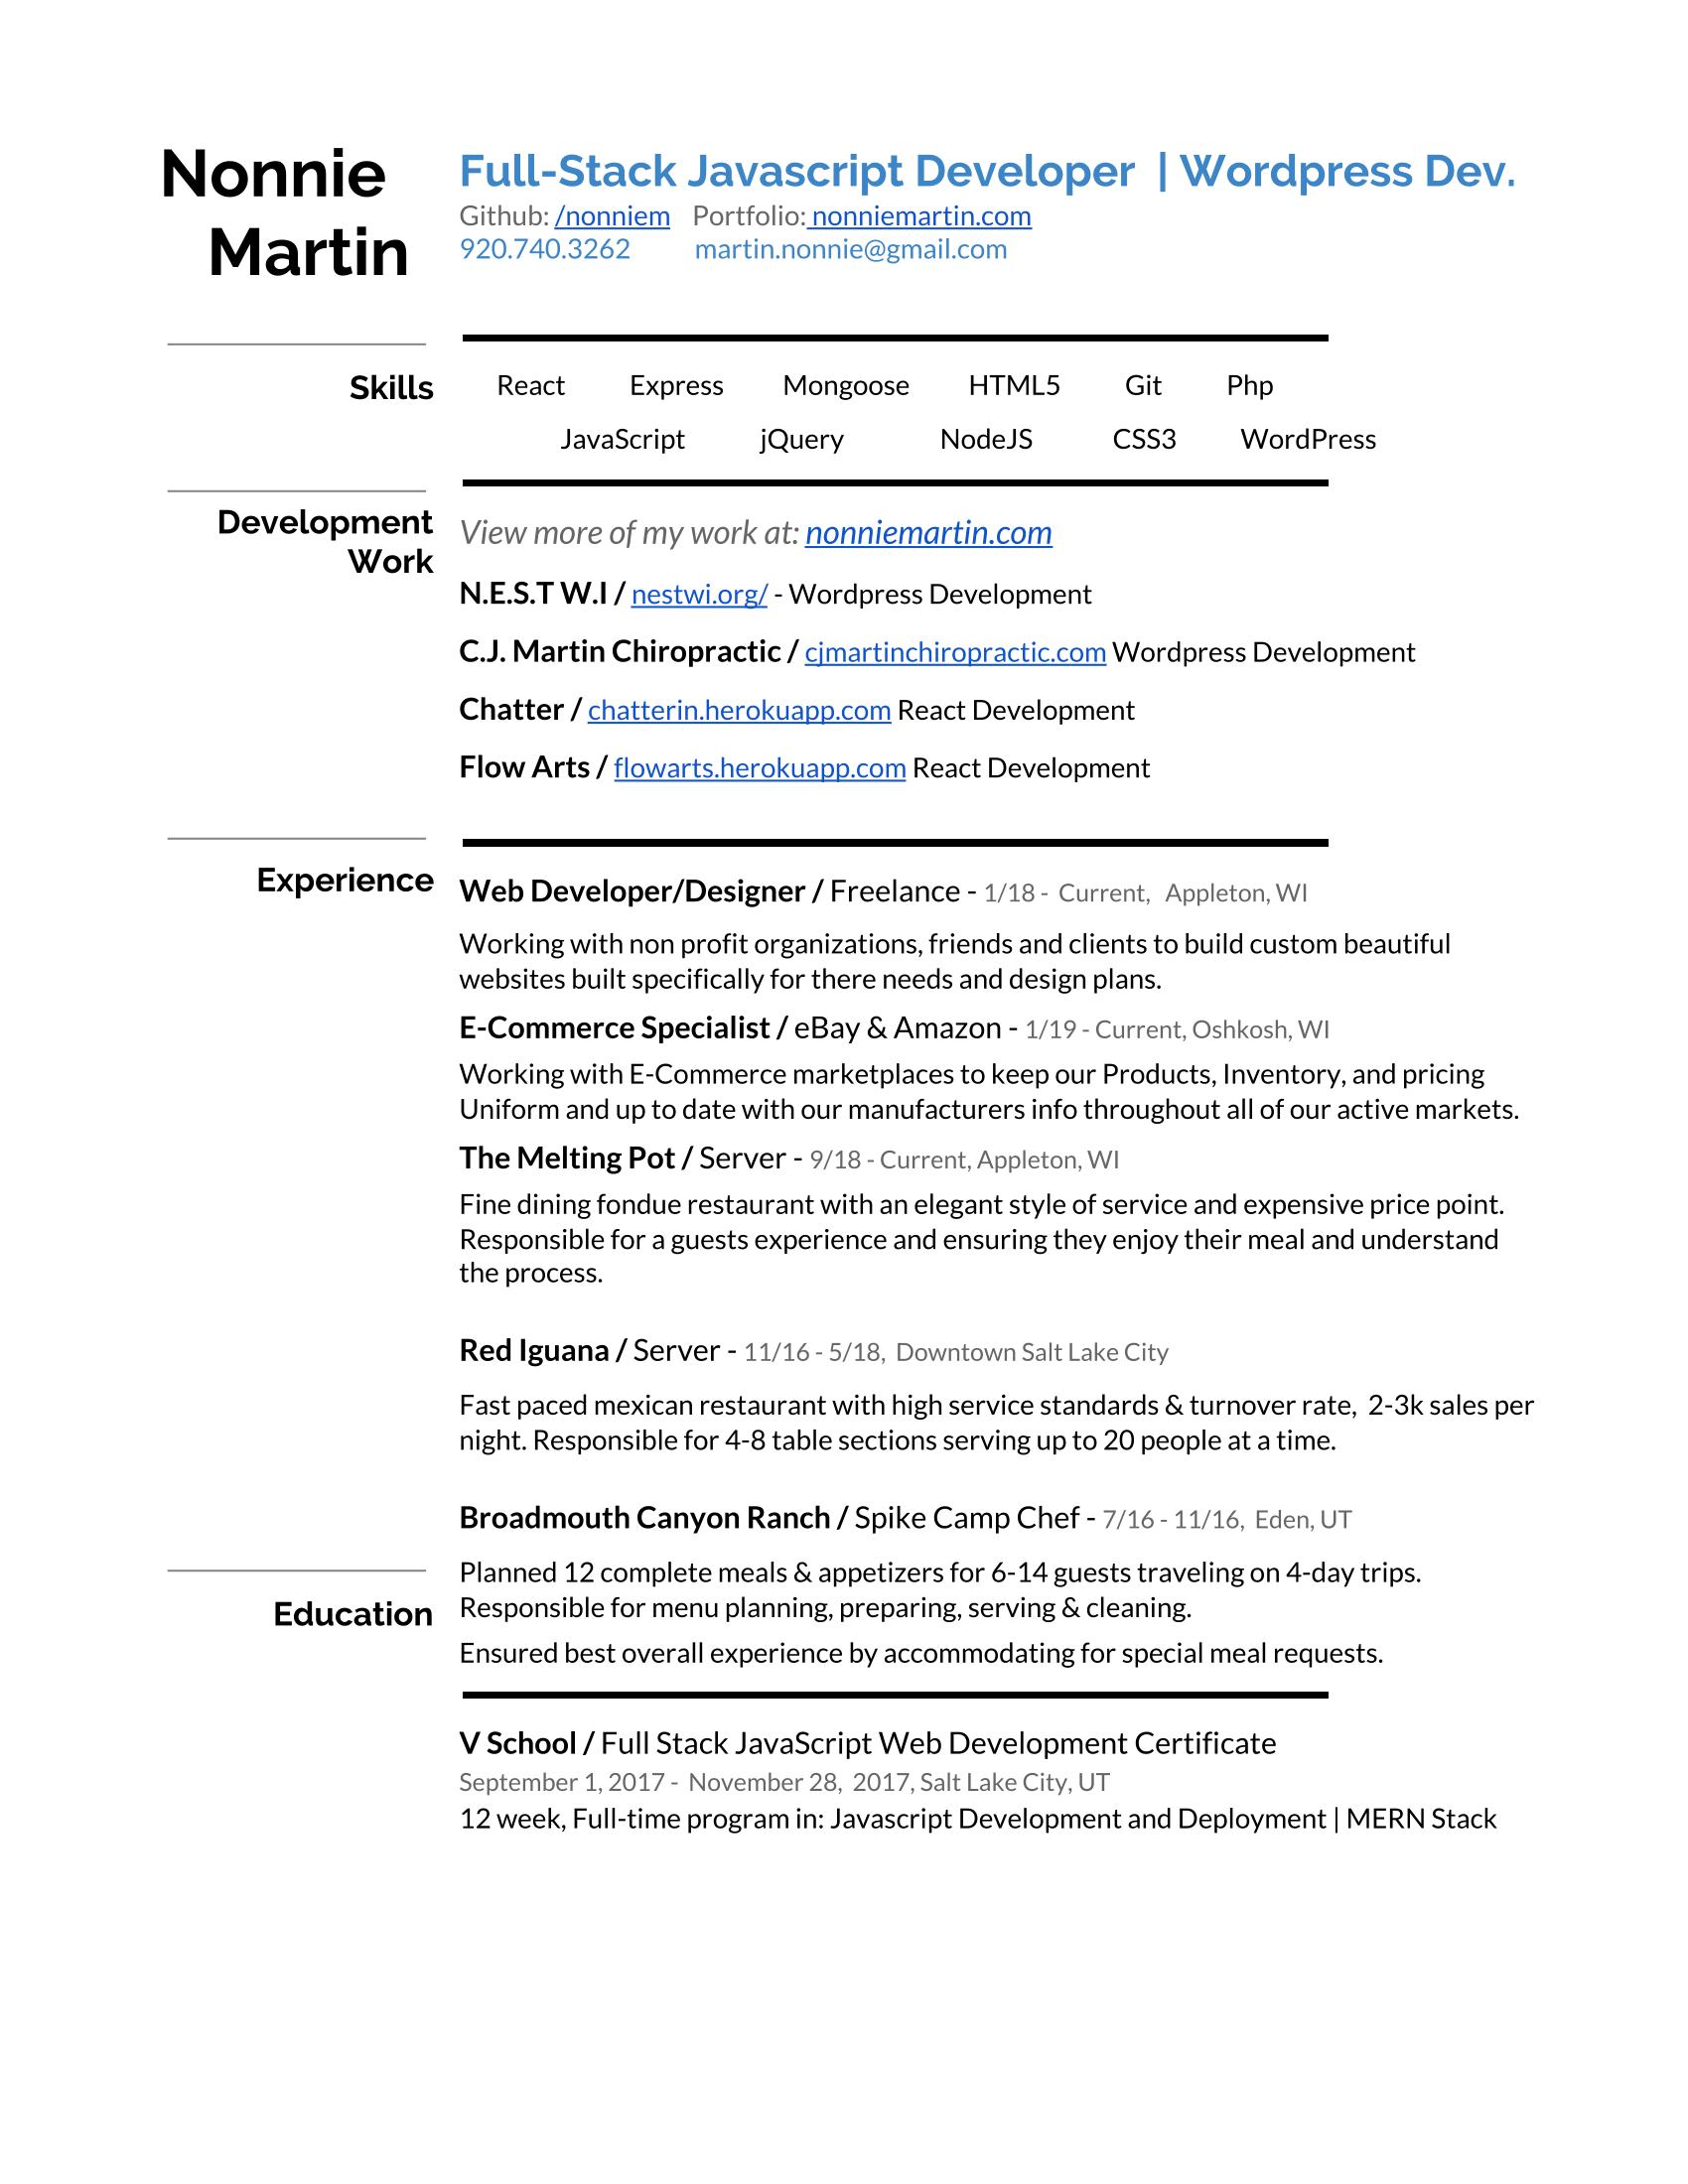 Nonnie
Martin
Full-Stack Javascript Developer | Wordpress Dev.
Github: /nonniem Portfolio: nonniemartin.com
920.740.3262 martin.nonnie@gmail.com
Skills
React Express Mongoose HTML5 Git Php
JavaScript jQuery NodeJS CSS3 WordPress
Development
Work
View more of my work at: nonniemartin.com
N.E.S.T W.I / nestwi.org/ - Wordpress Development
C.J. Martin Chiropractic / cjmartinchiropractic.com Wordpress Development
Chatter / chatterin.herokuapp.com React Development
Flow Arts / flowarts.herokuapp.com React Development
Experience
Web Developer/Designer / Freelance - 1/18 - Current, Appleton, WI
Working with non profit organizations, friends and clients to build custom beautiful
websites built specifically for there needs and design plans.
E-Commerce Specialist / eBay & Amazon - 1/19 - Current, Oshkosh, WI
Working with E-Commerce marketplaces to keep our Products, Inventory, and pricing
Uniform and up to date with our manufacturers info throughout all of our active markets.
The Melting Pot / Server - 9/18 - Current, Appleton, WI
Fine dining fondue restaurant with an elegant style of service and expensive price point.
Responsible for a guests experience and ensuring they enjoy their meal and understand
the process.
Red Iguana / Server - 11/16 - 5/18, Downtown Salt Lake City
Fast paced mexican restaurant with high service standards & turnover rate, 2-3k sales per
night. Responsible for 4-8 table sections serving up to 20 people at a time.
Broadmouth Canyon Ranch / Spike Camp Chef - 7/16 - 11/16, Eden, UT
Planned 12 complete meals & appetizers for 6-14 guests traveling on 4-day trips.
Responsible for menu planning, preparing, serving & cleaning.
Ensured best overall experience by accommodating for special meal requests.
Education
V School / Full Stack JavaScript Web Development Certificate
September 1, 2017 - November 28, 2017, Salt Lake City, UT
12 week, Full-time program in: Javascript Development and Deployment | MERN Stack